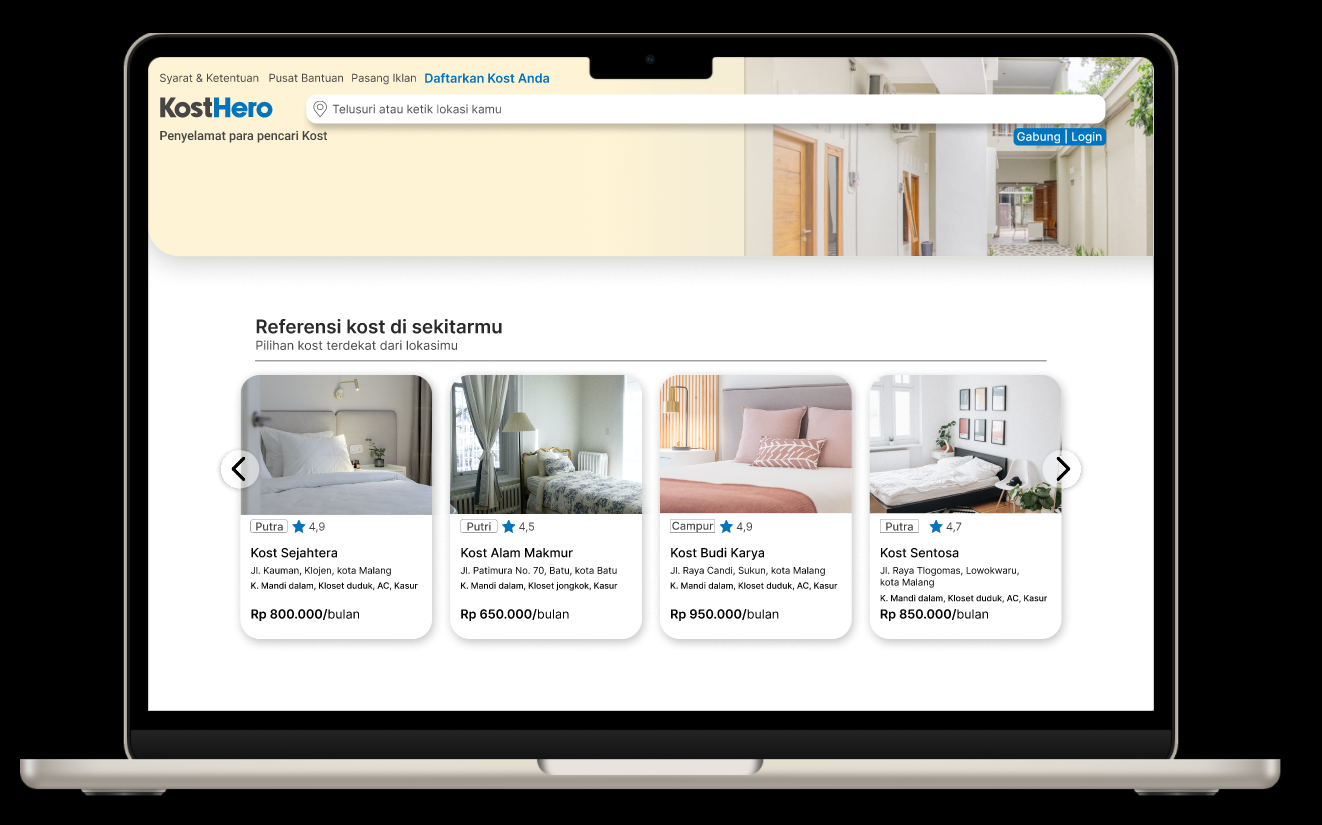 Syarat & Ketentuan Pusat Bantuan Pasang Iklan Daftarkan Kost Anda
KostHero
Telusuri atau ketik lokasi kamu
Penyelamat para pencari Kost
Gabung | Login
Referensi kost di sekitarmu
Pilihan kost terdekat dari lokasimu
Putra 4,9
Kost Sejahtera
Jl. Kauman, Klojen, kota Malang
K. Mandi dalam, Kloset duduk, AC, Kasur
Rp 800.000/bulan
Putri 4,5
Kost Alam Makmur
Jl. Patimura No. 70, Batu, kota Batu
K. Mandi dalam, Kloset jongkok, Kasur
Rp 650.000/bulan
Campur 4,9
Kost Budi Karya
Jl. Raya Candi, Sukun, kota Malang
K. Mandi dalam, Kloset duduk, AC, Kasur
Rp 950.000/bulan
Putra 4,7
Kost Sentosa
Jl. Raya Tlogomas, Lowokwaru,
kota Malang
K. Mandi dalam, Kloset duduk, AC, Kasur
Rp 850.000/bulan